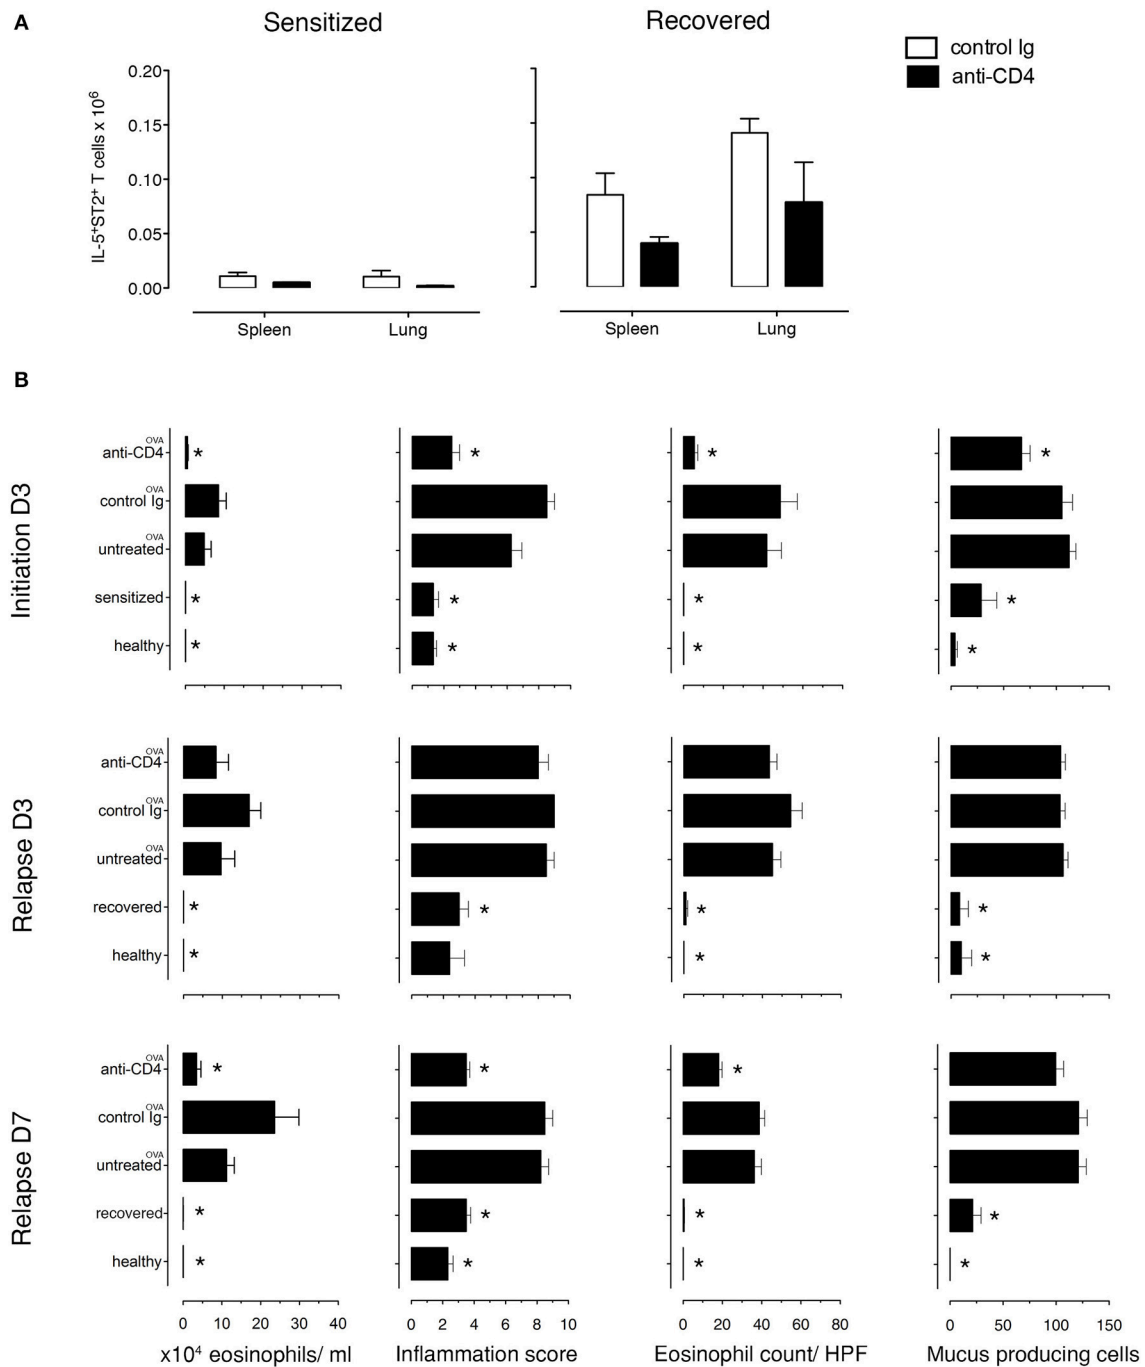 A
Sensitized
Recovered
control Ig
anti-CD4
IL-5⁺ST2⁺ T cells x 10⁶
0.20
0.15
0.10
0.05
0.00
Spleen
Lung
Spleen
Lung
B
Initiation D3
OVA
anti-CD4
*
*
*
*
OVA
control Ig
OVA
untreated
sensitized
*
*
*
*
healthy
*
*
*
*
Relapse D3
OVA
anti-CD4
OVA
control Ig
OVA
untreated
recovered
*
*
*
*
healthy
*
*
*
Relapse D7
OVA
anti-CD4
*
*
*
OVA
control Ig
OVA
untreated
recovered
*
*
*
*
healthy
*
*
*
*
0 10 20 30 40
0 2 4 6 8 10
0 20 40 60 80
0 50 100 150
x10⁴ eosinophils/ ml
Inflammation score
Eosinophil count/ HPF
Mucus producing cells